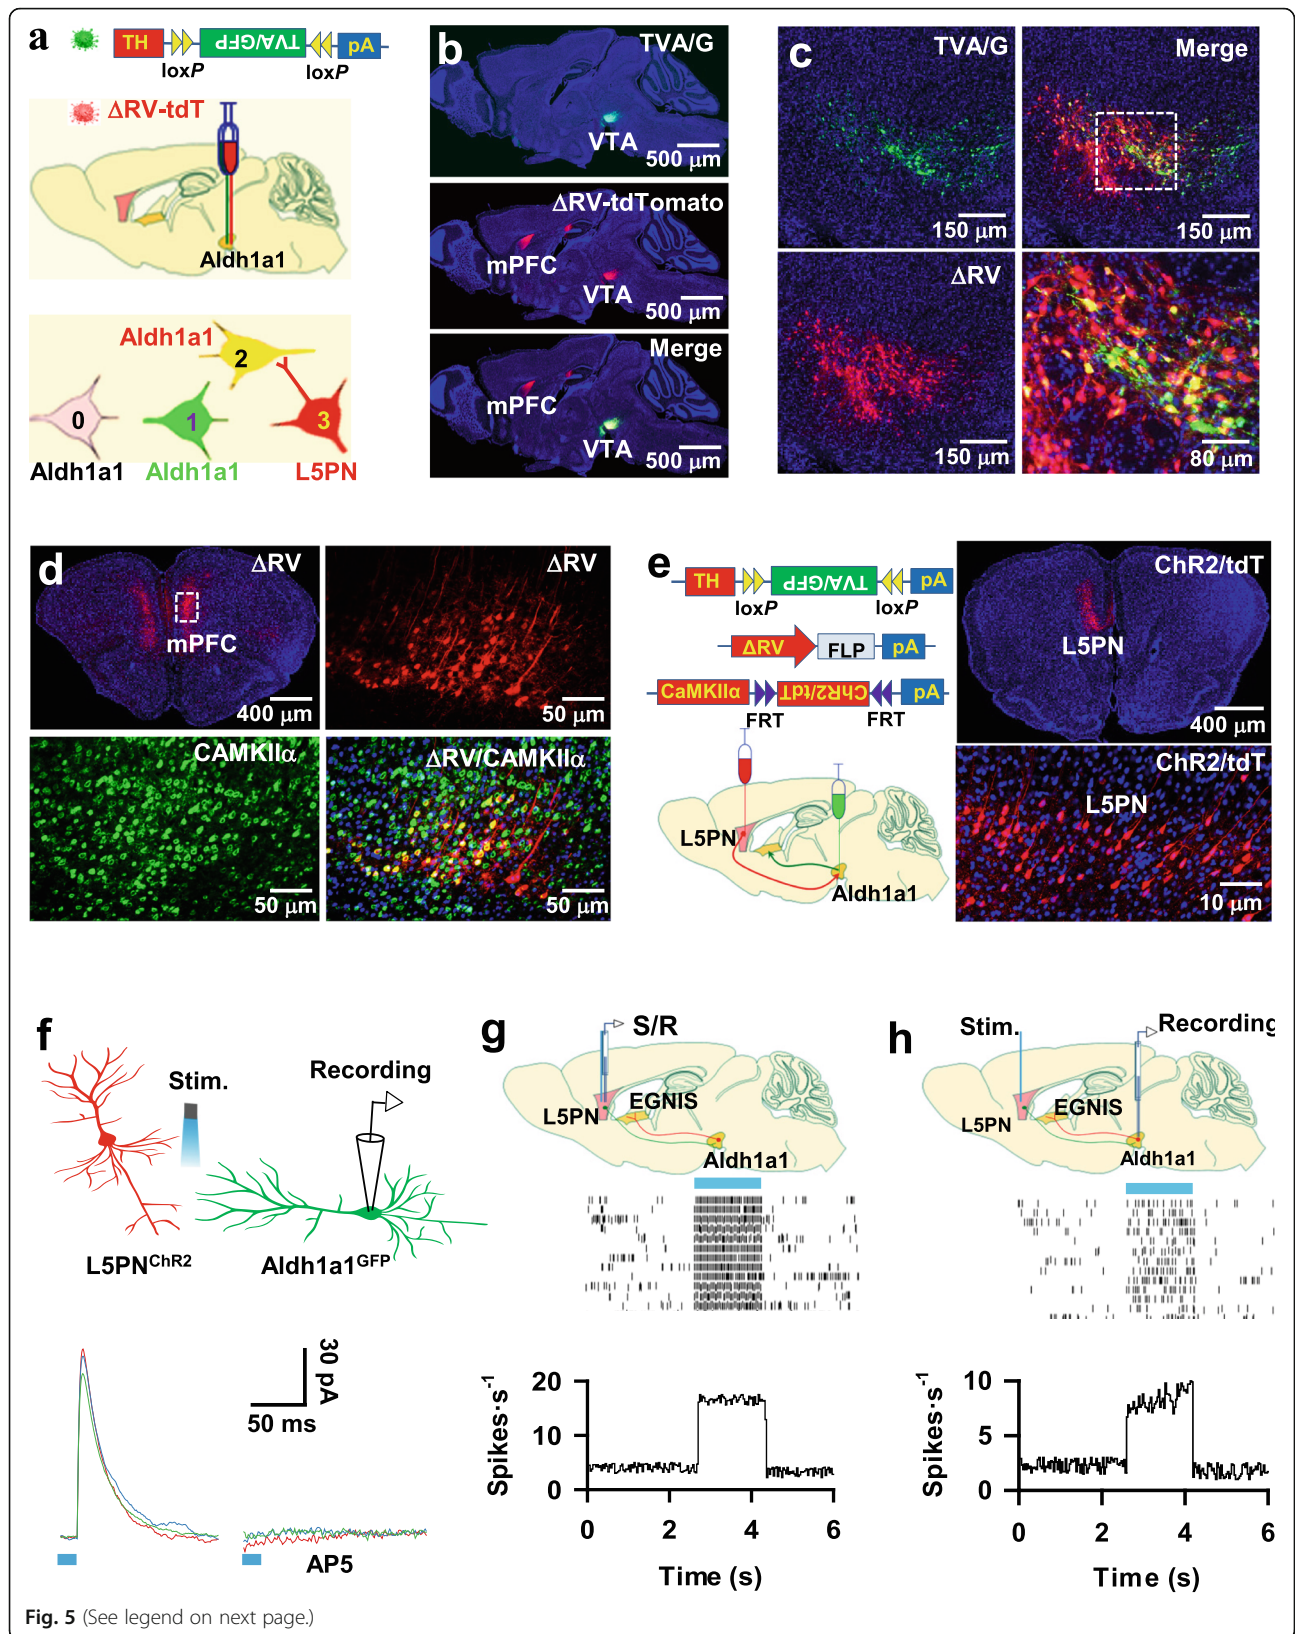 a
TH TVA/GFP pA
loxP loxP
ΔRV-tdT
Aldh1a1
Aldh1a1
2
0 1 3
Aldh1a1 Aldh1a1 L5PN
b
TVA/G
VTA
500 µm
ΔRV-tdTomato
mPFC
VTA
500 µm
Merge
mPFC
VTA
500 µm
c
TVA/G
150 µm
Merge
150 µm
ΔRV
150 µm
80 µm
d
ΔRV
mPFC
400 µm
ΔRV
50 µm
CAMKIIα
50 µm
ΔRV/CAMKIIα
50 µm
e
TH TVA/GFP pA
loxP loxP
ΔRV FLP pA
CaMKIIα ChR2/tdT pA
FRT FRT
L5PN
Aldh1a1
ChR2/tdT
L5PN
400 µm
ChR2/tdT
L5PN
10 µm
f
Stim.
Recording
L5PN^ChR2 Aldh1a1^GFP
30 pA
50 ms
AP5
g
S/R
L5PN
EGNIS
Aldh1a1
Spikes·s⁻¹
20
10
0
0 2 4 6
Time (s)
h
Stim.
Recording
L5PN
EGNIS
Aldh1a1
Spikes·s⁻¹
10
5
0
0 2 4 6
Time (s)
Fig. 5 (See legend on next page.)